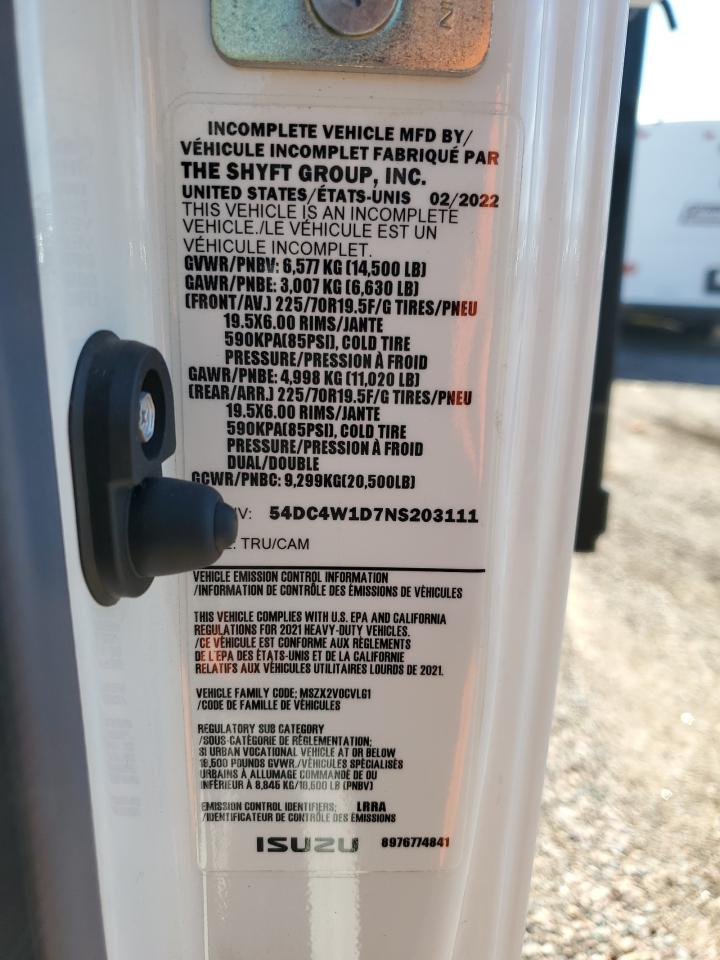 Z
INCOMPLETE VEHICLE MFD BY/
VÉHICULE INCOMPLET FABRIQUÉ PAR
THE SHYFT GROUP, INC.
UNITED STATES/ÉTATS-UNIS 02/2022
THIS VEHICLE IS AN INCOMPLETE
VEHICLE./LE VÉHICULE EST UN
VÉHICULE INCOMPLET.
GVWR/PNBV: 6,577 KG (14,500 LB)
GAWR/PNBE: 3,007 KG (6,630 LB)
(FRONT/AV.) 225/70R19.5F/G TIRES/PNEU
19.5X6.00 RIMS/JANTE
590KPA(85PSI), COLD TIRE
PRESSURE/PRESSION À FROID
GAWR/PNBE: 4,998 KG (11,020 LB)
(REAR/ARR.) 225/70R19.5F/G TIRES/PNEU
19.5X6.00 RIMS/JANTE
590KPA(85PSI), COLD TIRE
PRESSURE/PRESSION À FROID
DUAL/DOUBLE
GCWR/PNBC: 9,299KG(20,500LB)
IV: 54DC4W1D7NS203111
: TRU/CAM
VEHICLE EMISSION CONTROL INFORMATION
/INFORMATION DE CONTRÔLE DES ÉMISSIONS DE VÉHICULES
THIS VEHICLE COMPLIES WITH U.S. EPA AND CALIFORNIA
REGULATIONS FOR 2021 HEAVY-DUTY VEHICLES.
/CE VÉHICULE EST CONFORME AUX RÈGLEMENTS
DE L'EPA DES ÉTATS-UNIS ET DE LA CALIFORNIE
RELATIFS AUX VÉHICULES UTILITAIRES LOURDS DE 2021.
VEHICLE FAMILY CODE: MSZX2VOCVLG1
/CODE DE FAMILLE DE VÉHICULES
REGULATORY SUB CATEGORY
/SOUS-CATÉGORIE DE RÉGLEMENTATION:
SI URBAN VOCATIONAL VEHICLE AT OR BELOW
19,500 POUNDS GVWR./VÉHICULES SPÉCIALISÉS
URBAINS À ALLUMAGE COMMANDÉ DE OU
INFÉRIEUR À 8,845 KG/19,500 LB (PNBV)
EMISSION CONTROL IDENTIFIERS: LRRA
/IDENTIFICATEUR DE CONTRÔLE DES ÉMISSIONS
ISUZU 8976774841